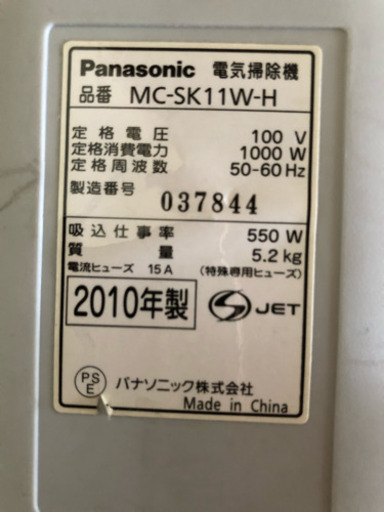 Panasonic 電気掃除機
品番 MC-SK11W-H
定格電圧 100 V
定格消費電力 1000 W
定格周波数 50-60 Hz
製造番号 037844
吸込仕事率 550 W
質量 5.2 kg
電流ヒューズ 15A (特殊専用ヒューズ)
2010年製 S JET
PS
E
パナソニック株式会社
Made in China